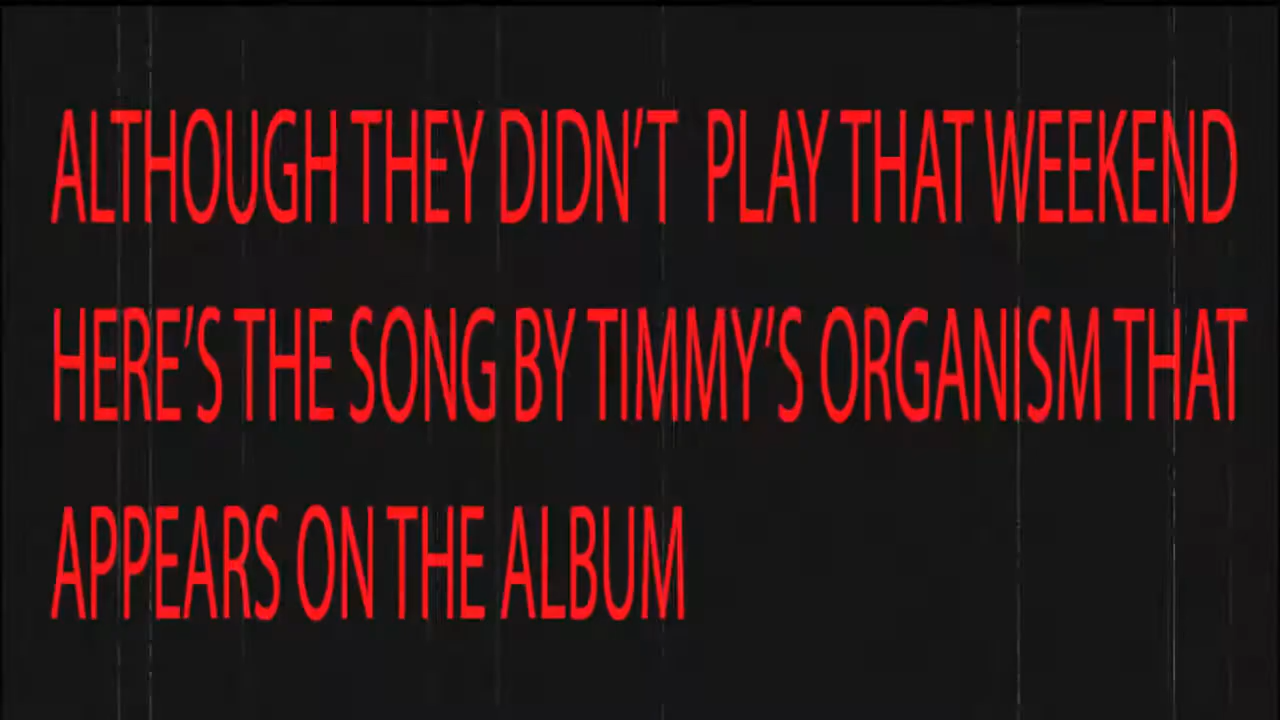 ALTHOUGH THEY DIDN'T PLAY THAT WEEKEND
HERE'S THE SONG BY TIMMY'S ORGANISM THAT
APPEARS ON THE ALBUM